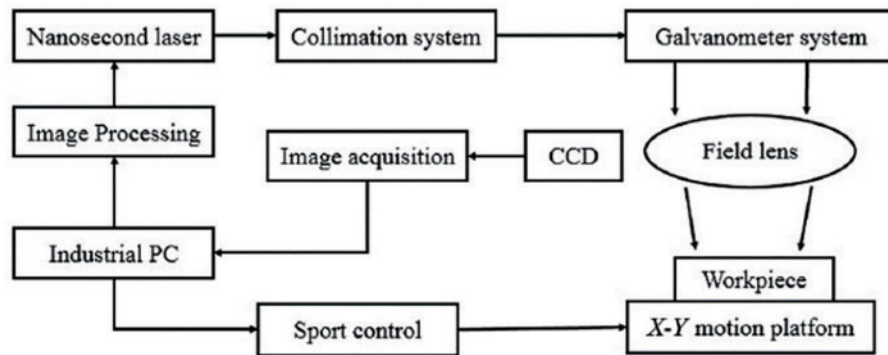 Nanosecond laser
Collimation system
Galvanometer system
Image Processing
Image acquisition
CCD
Field lens
Industrial PC
Workpiece
Sport control
X-Y motion platform